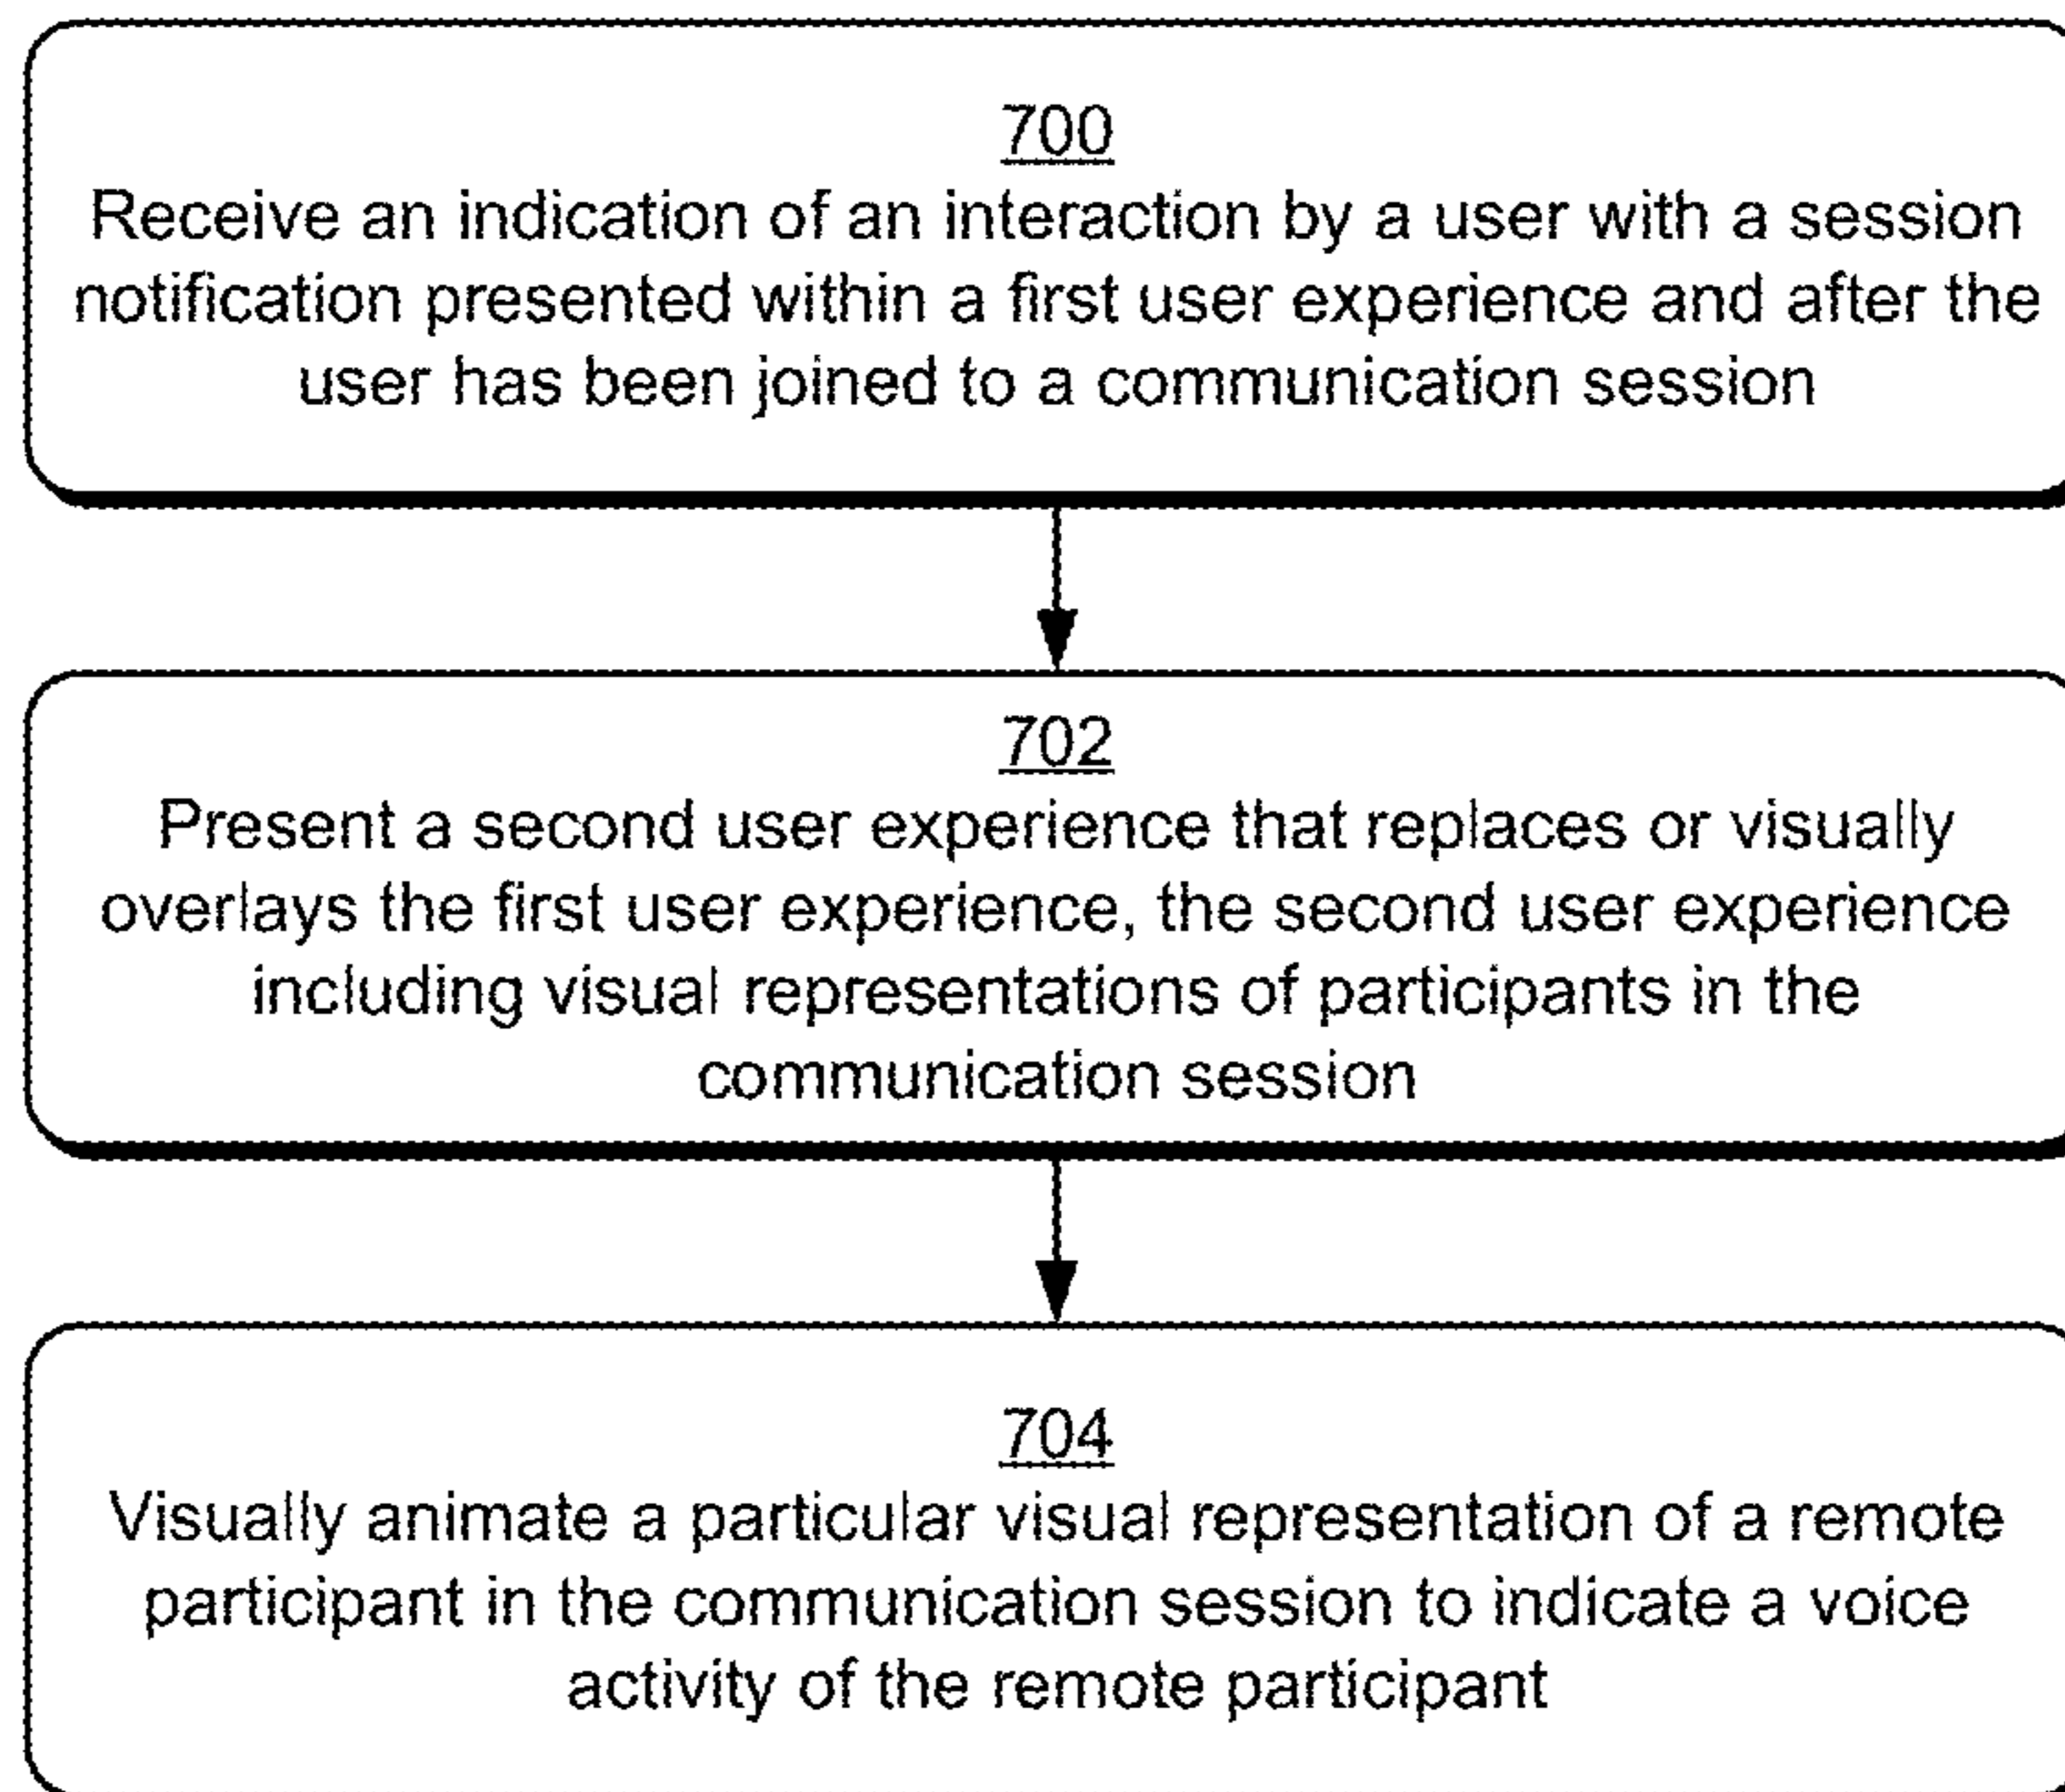 700
Receive an indication of an interaction by a user with a session
notification presented within a first user experience and after the
user has been joined to a communication session
702
Present a second user experience that replaces or visually
overlays the first user experience, the second user experience
including visual representations of participants in the
communication session
704
Visually animate a particular visual representation of a remote
participant in the communication session to indicate a voice
activity of the remote participant